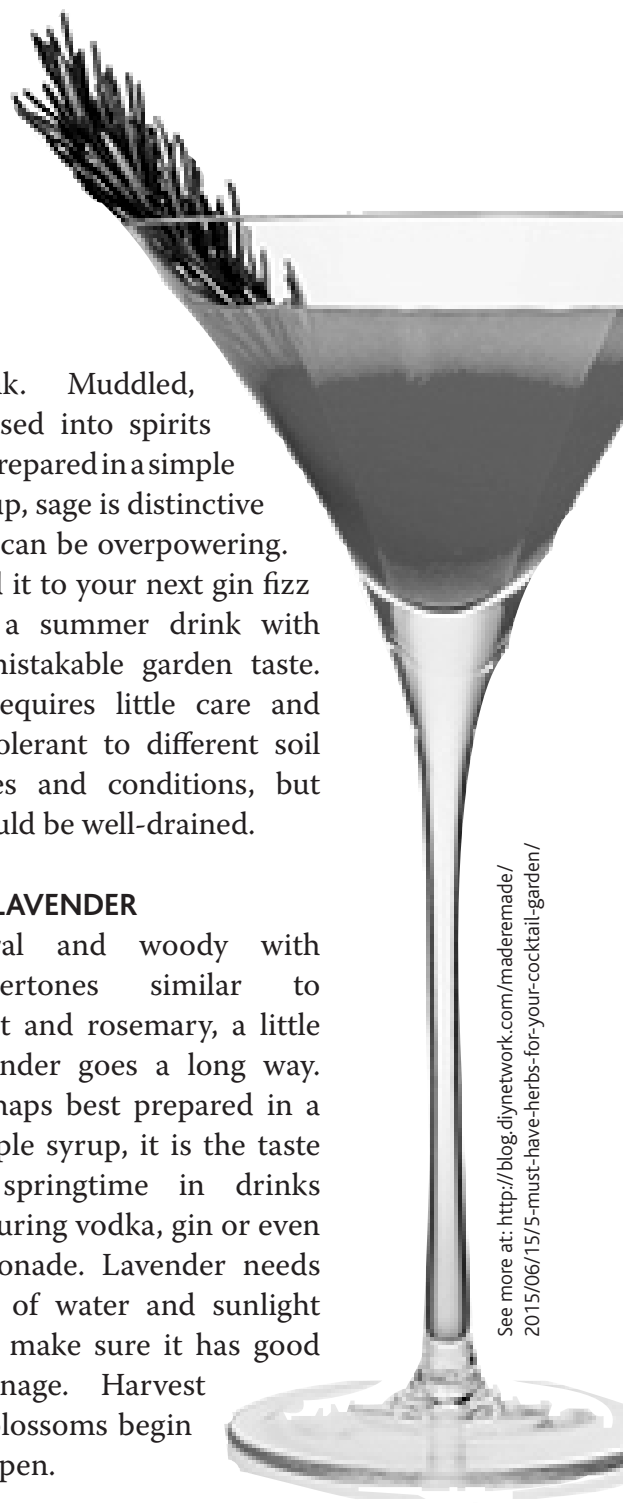 k. Muddled,
sed into spirits
repared in a simple
up, sage is distinctive
can be overpowering.
l it to your next gin fizz
a summer drink with
nistakable garden taste.
equires little care and
olerant to different soil
es and conditions, but
uld be well-drained.
LAVENDER
ral and woody with
ertones similar to
t and rosemary, a little
ender goes a long way.
haps best prepared in a
ple syrup, it is the taste
springtime in drinks
uring vodka, gin or even
onade. Lavender needs
of water and sunlight
make sure it has good
nage. Harvest
lossoms begin
pen.
See more at: http://blog.diynetwork.com/maderemade/
2015/06/15/5-must-have-herbs-for-your-cocktail-garden/